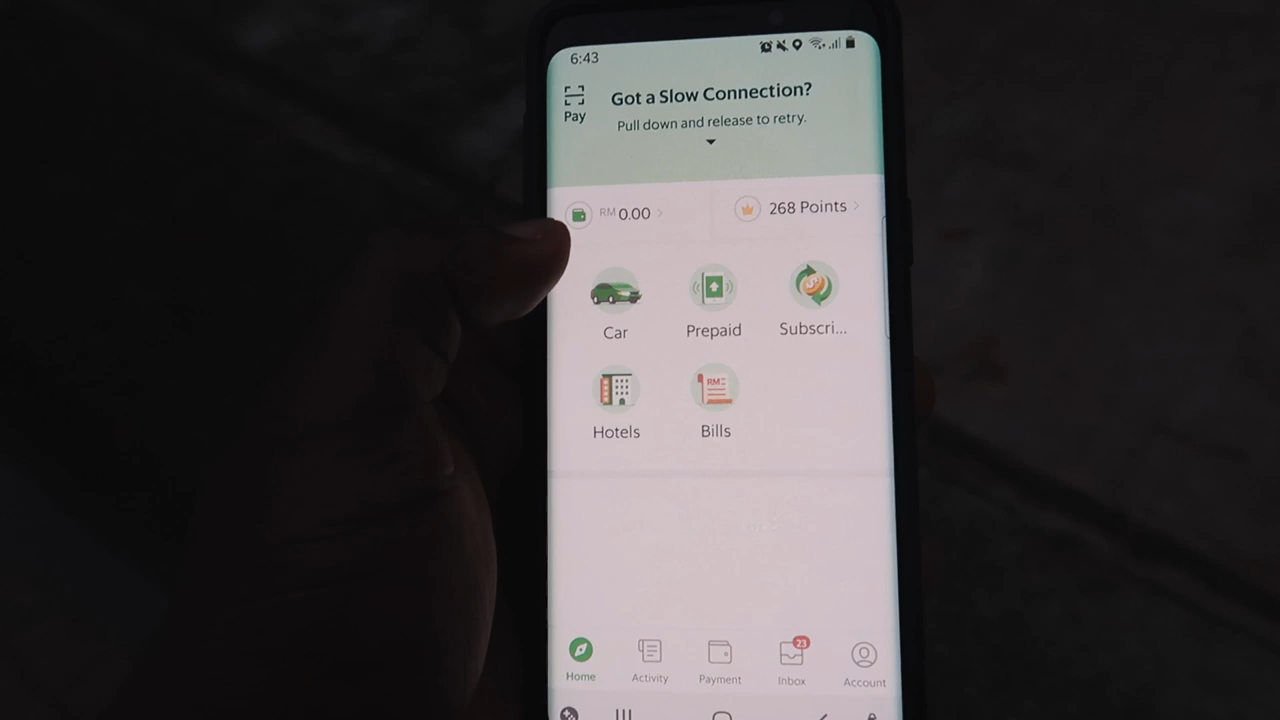 6:43
Got a Slow Connection?
Pay
Pull down and release to retry.
RM 0.00
268 Points
Car
Prepaid
Subscri...
RM
Hotels
Bills
23
Home
Activity
Payment
Inbox
Account